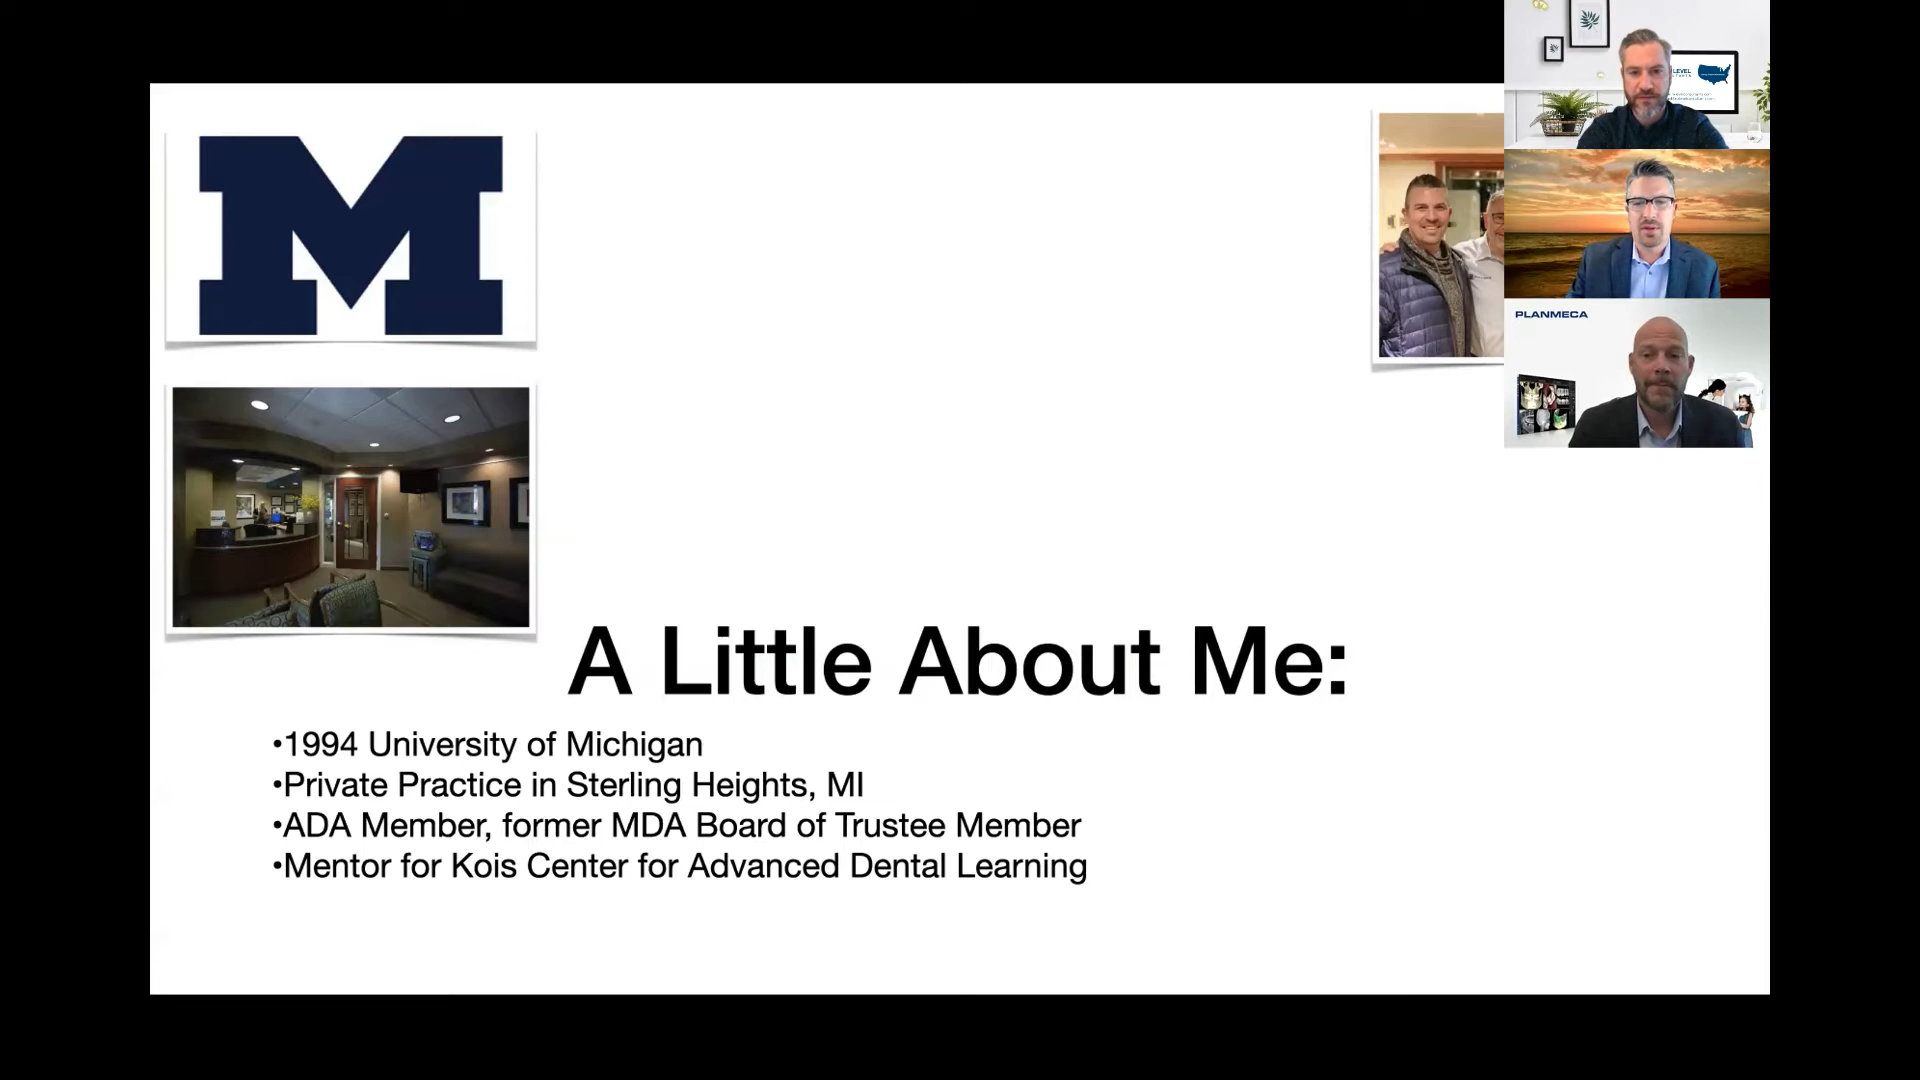 LEVEL
PLANMECA
A Little About Me:
•1994 University of Michigan
•Private Practice in Sterling Heights, MI
•ADA Member, former MDA Board of Trustee Member
•Mentor for Kois Center for Advanced Dental Learning